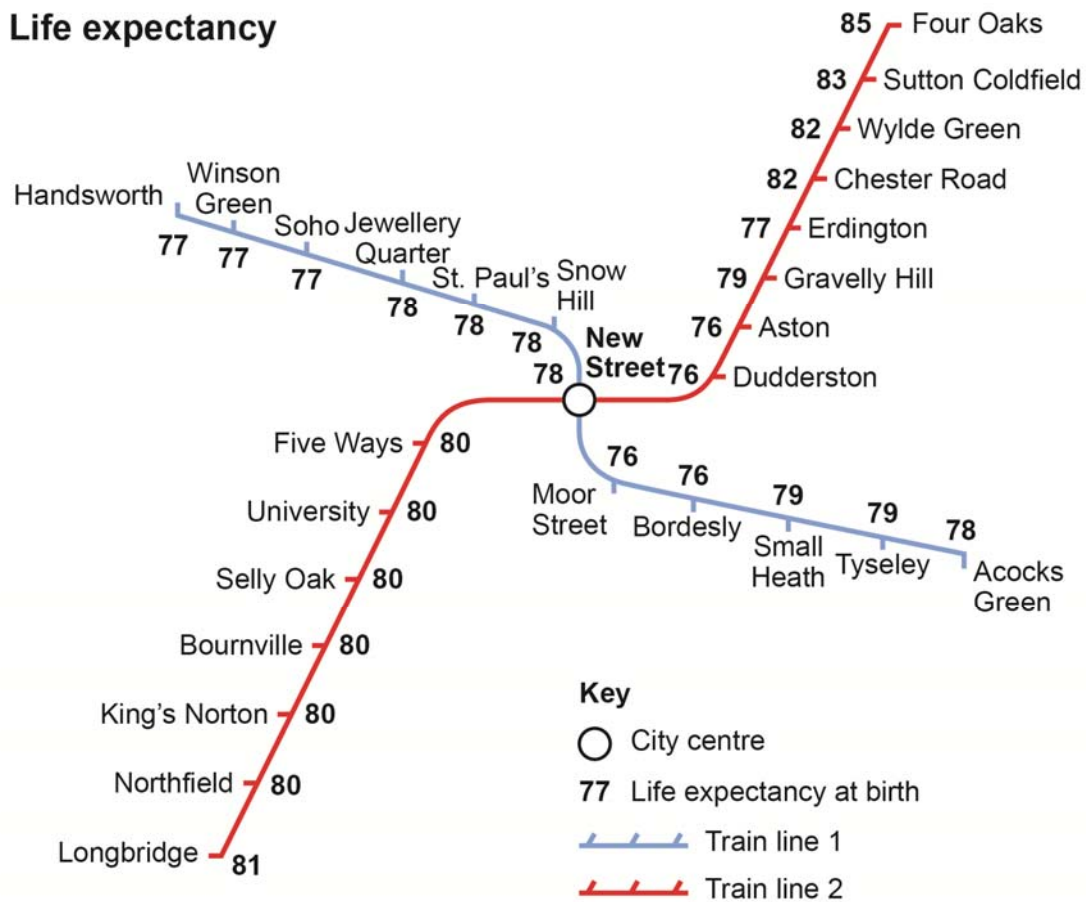 Life expectancy
85 Four Oaks
83 Sutton Coldfield
82 Wylde Green
82 Chester Road
77 Erdington
79 Gravelly Hill
76 Aston
76 Dudderston
Handsworth
77
Winson
Green
77
Soho
77
Jewellery
Quarter
78
St. Paul's
78
Snow
Hill
78
New
Street
78
Five Ways 80
University 80
Selly Oak 80
Bournville 80
King's Norton 80
Northfield 80
Longbridge 81
76
Moor
Street
76
Bordesly
79
Small
Heath
79
Tyseley
78
Acocks
Green
Key
City centre
77 Life expectancy at birth
Train line 1
Train line 2